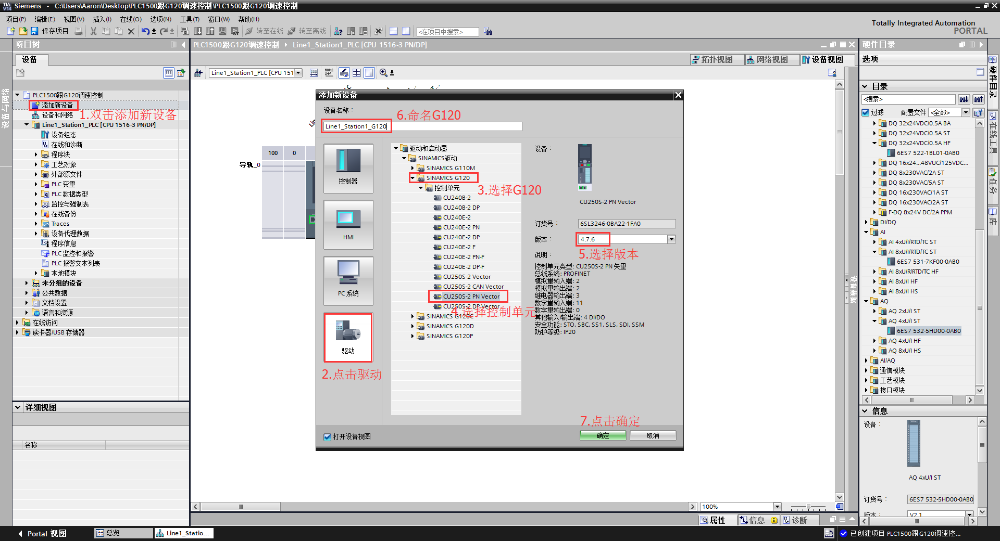 Siemens - C:\Users\Aaron\Desktop\PLC1500跟G120调速控制\PLC1500跟G120调速控制
项目(P) 编辑(E) 视图(V) 插入(I) 在线(O) 选项(N) 工具(T) 窗口(W) 帮助(H)
Totally Integrated Automation
PORTAL
保存项目
转至在线
转至离线
<在项目中搜索>
项目树
设备
设备与网络
PLC1500跟G120调速控制
添加新设备
1.双击添加新设备
设备和网络
Line1_Station1_PLC [CPU 1516-3 PN/DP]
设备组态
在线和诊断
程序块
工艺对象
外部源文件
PLC 变量
PLC 数据类型
监控与强制表
在线备份
Traces
设备代理数据
程序信息
PLC 监控和报警
PLC 报警文本列表
本地模块
未分组的设备
公共数据
文档设置
语言和资源
在线访问
读卡器/USB 存储器
详细视图
名称
PLC1500跟G120调速控制 Line1_Station1_PLC [CPU 1516-3 PN/DP]
拓扑视图
网络视图
设备视图
Line1_Station1_PLC [CPU 151
100 0
导轨_0
添加新设备
设备名称：
6.命名G120
Line1_Station1_G120
控制器
HMI
PC 系统
驱动
2.点击驱动
驱动和启动器
SINAMICS驱动
SINAMICS G110M
SINAMICS G120
3.选择G120
控制单元
CU240B-2
CU240B-2 DP
CU240E-2
CU240E-2 PN
CU240E-2 DP
CU240E-2 F
CU240E-2 PN-F
CU240E-2 DP-F
CU250S-2 Vector
CU250S-2 CAN Vector
CU250S-2 PN Vector
CU250S-2 DP Vector
4.选择控制单元
SINAMICS G120C
SINAMICS G120D
SINAMICS G120P
设备：
CU250S-2 PN Vector
订货号：
6SL3246-0BA22-1FA0
版本：
4.7.6
5.选择版本
说明：
控制单元类型: CU250S-2 PN 矢量
总线系统: PROFINET
模拟量输入端: 2
模拟量输出端: 2
继电器输出端: 3
数字量输入端: 11
数字量输出端: 0
其他输入/输出端: 4 DI/DO
安全功能: STO, SBC, SS1, SLS, SDI, SSM
防护等级: IP20
7.点击确定
打开设备视图
确定
取消
100%
设备数据
属性
信息
诊断
硬件目录
选项
目录
<搜索>
过滤
配置文件
<全部>
DQ 32x24VDC/0.5A BA
DQ 32x24VDC/0.5A ST
DQ 32x24VDC/0.5A HF
6ES7 522-1BL01-0AB0
DQ 16x24...48VUC/125VDC...
DQ 8x230VAC/2A ST
DQ 8x230VAC/5A ST
DQ 16x230VAC/1A ST
DQ 16x230VAC/2A ST
F-DQ 8x24V DC/2A PPM
DI/DQ
AI
AI 4xU/I/RTD/TC ST
AI 8xU/I/RTD/TC ST
6ES7 531-7KF00-0AB0
AI 8xU/R/RTD/TC HF
AI 8xU/I HF
AI 8xU/I HS
AQ
AQ 2xU/I ST
AQ 4xU/I ST
6ES7 532-5HD00-0AB0
AQ 4xU/I HF
AQ 8xU/I HS
AI/AQ
通信模块
工艺模块
接口模块
信息
设备：
AQ 4xU/I ST
订货号：
6ES7 532-5HD00-0AB0
版本：
V2.1
硬件目录
在线工具
任务
库
Portal 视图
总览
Line1_Statio...
已创建项目 PLC1500跟G120调速控...